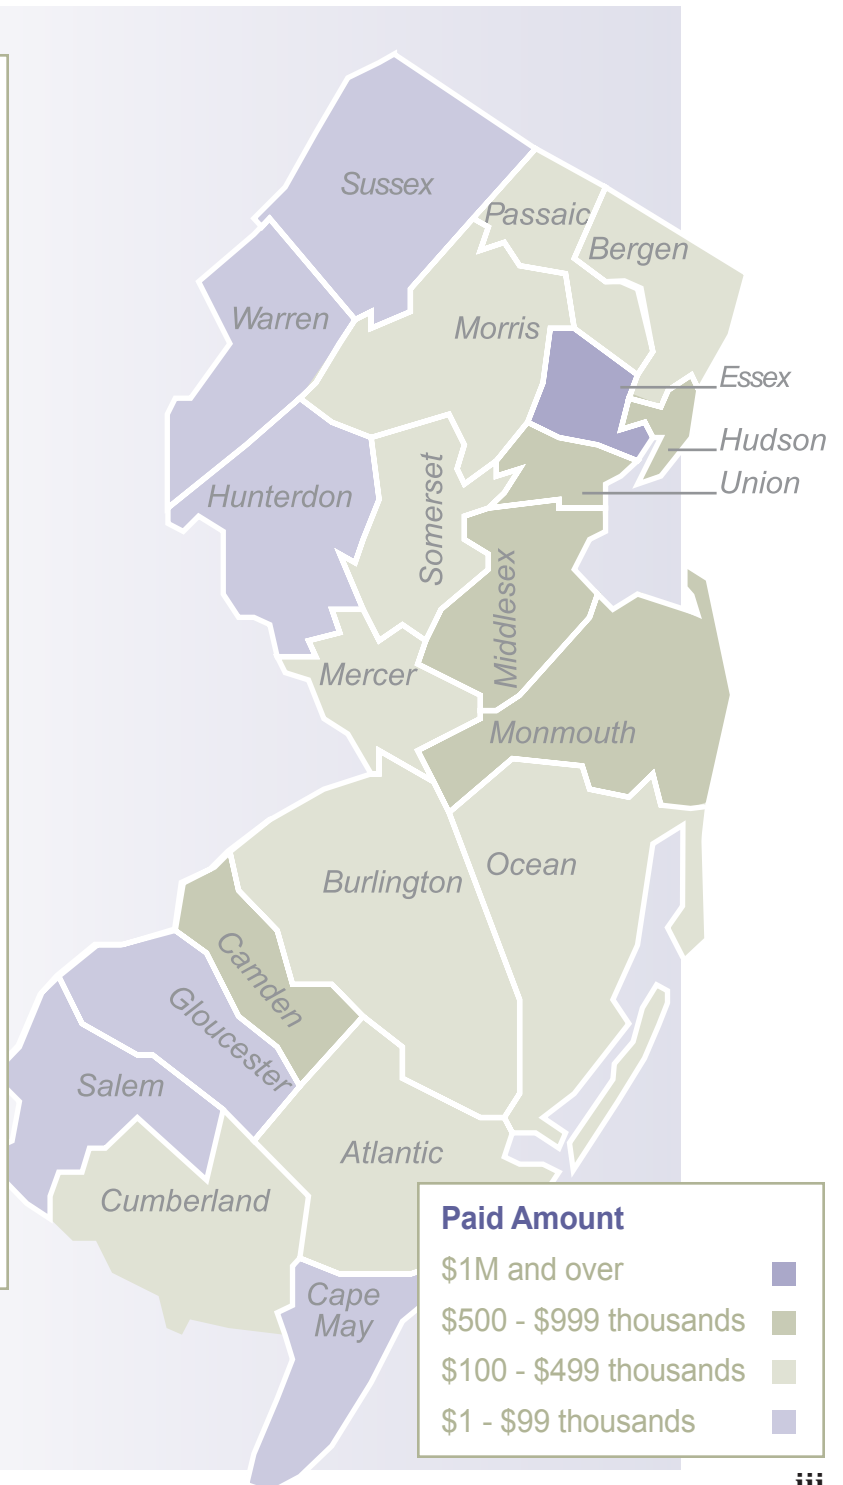 Sussex
Passaic
Bergen
Warren
Morris
Essex
Hudson
Union
Hunterdon
Somerset
Middlesex
Mercer
Monmouth
Ocean
Burlington
Camden
Gloucester
Salem
Atlantic
Cumberland
Cape
May
Paid Amount
$1M and over
$500 - $999 thousands
$100 - $499 thousands
$1 - $99 thousands
iii